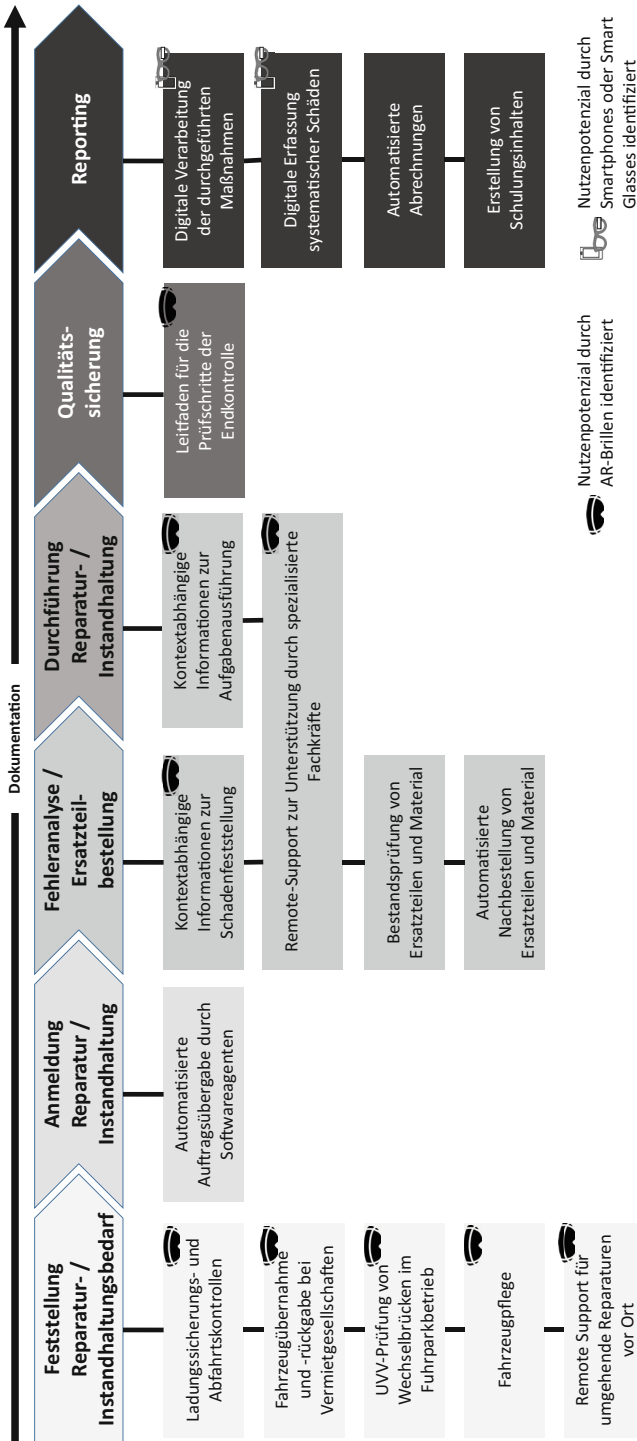 Dokumentation
Feststellung
Reparatur- /
Instandhaltungsbedarf
Anmeldung
Reparatur /
Instandhaltung
Fehleranalyse /
Ersatzteil-
bestellung
Durchführung
Reparatur- /
Instandhaltung
Qualitäts-
sicherung
Reporting
Ladungssicherungs- und
Abfahrtskontrollen
Fahrzeugübernahme
und -rückgabe bei
Vermietgesellschaften
UVV-Prüfung von
Wechselbrücken im
Fuhrparkbetrieb
Fahrzeugpflege
Remote Support für
umgehende Reparaturen
vor Ort
Automatisierte
Auftragsübergabe durch
Softwareagenten
Kontextabhängige
Informationen zur
Schadenfeststellung
Remote-Support zur Unterstützung durch spezialisierte
Fachkräfte
Bestandsprüfung von
Ersatzteilen und Material
Automatisierte
Nachbestellung von
Ersatzteilen und Material
Kontextabhängige
Informationen zur
Aufgabenausführung
Leitfaden für die
Prüfschritte der
Endkontrolle
Digitale Verarbeitung
der durchgeführten
Maßnahmen
Digitale Erfassung
systematischer Schäden
Automatisierte
Abrechnungen
Erstellung von
Schulungsinhalten
Nutzenpotenzial durch
AR-Brillen identifiziert
Nutzenpotenzial durch
Smartphones oder Smart
Glasses identifiziert